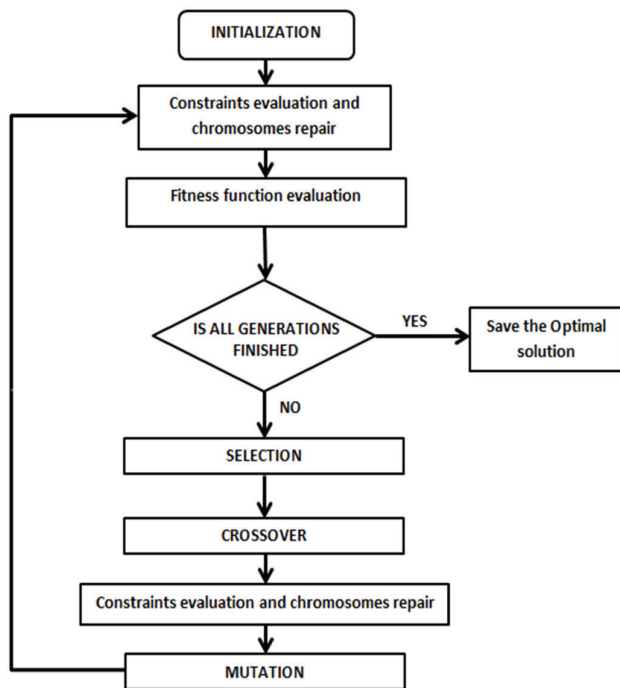 INITIALIZATION
Constraints evaluation and
chromosomes repair
Fitness function evaluation
IS ALL GENERATIONS
FINISHED
YES
Save the Optimal
solution
NO
SELECTION
CROSSOVER
Constraints evaluation and chromosomes repair
MUTATION